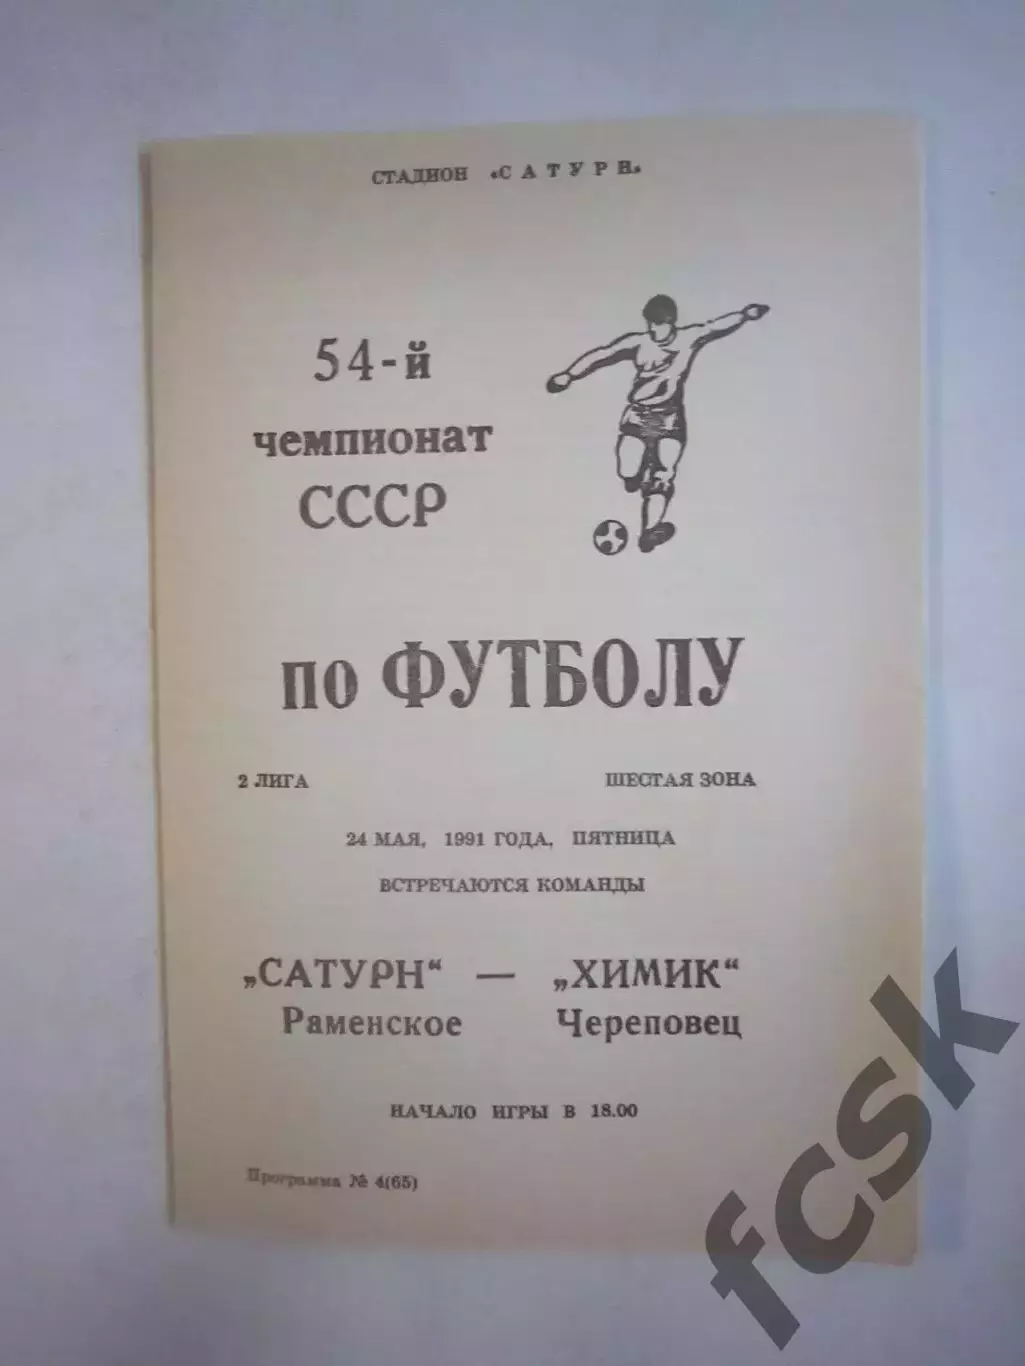 СТАДИОН «САТУРН»
54-й
чемпионат
СССР
по ФУТБОЛУ
2 ЛИГА ШЕСТАЯ ЗОНА
24 МАЯ, 1991 ГОДА, ПЯТНИЦА
ВСТРЕЧАЮТСЯ КОМАНДЫ
„САТУРН“ — „ХИМИК“
Раменское Череповец
НАЧАЛО ИГРЫ В 18.00
Программа № 4(65)
fcsk